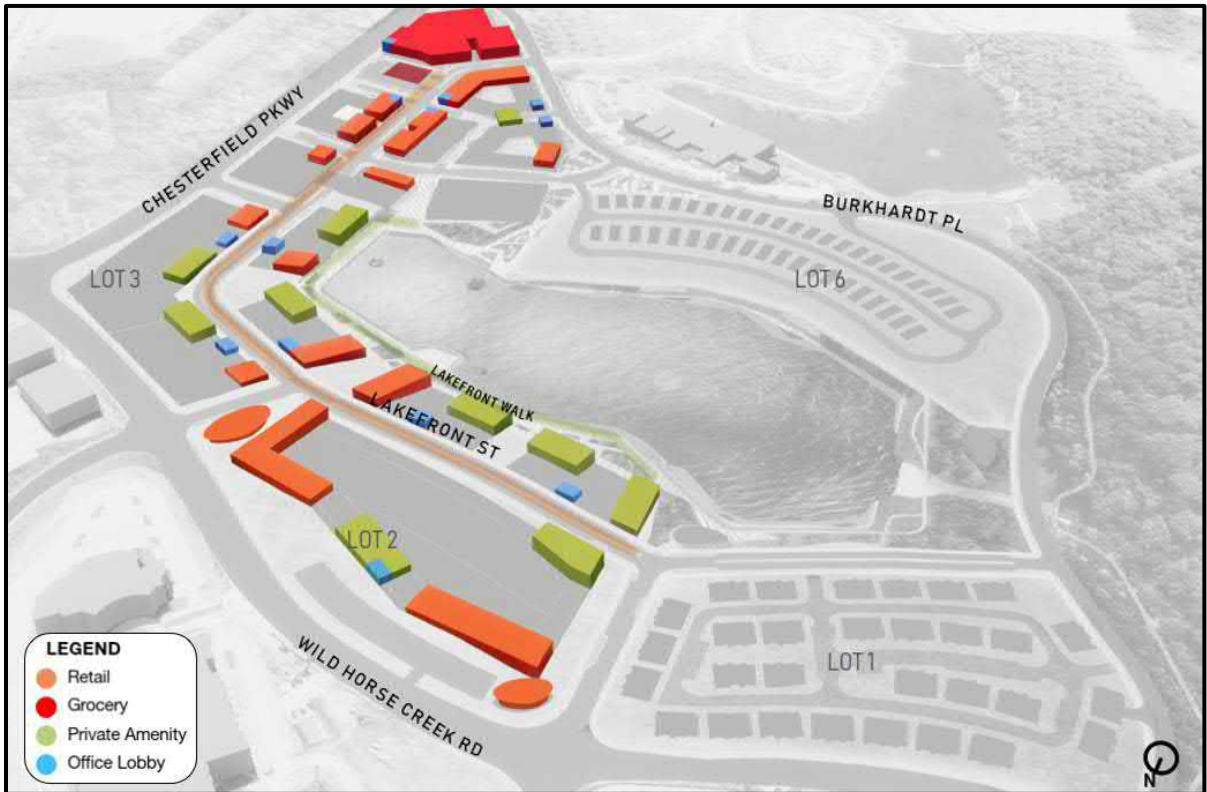 CHESTERFIELD PKWY
BURKHARDT PL
LOT 3
LOT 6
LAKEFRONT WALK
LAKEFRONT ST
LOT 2
LOT 1
WILD HORSE CREEK RD
LEGEND
Retail
Grocery
Private Amenity
Office Lobby
N